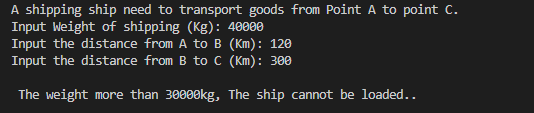 A shipping ship need to transport goods from Point A to point C.
Input Weight of shipping (Kg): 40000
Input the distance from A to B (Km): 120
Input the distance from B to C (Km): 300
The weight more than 30000kg, The ship cannot be loaded..